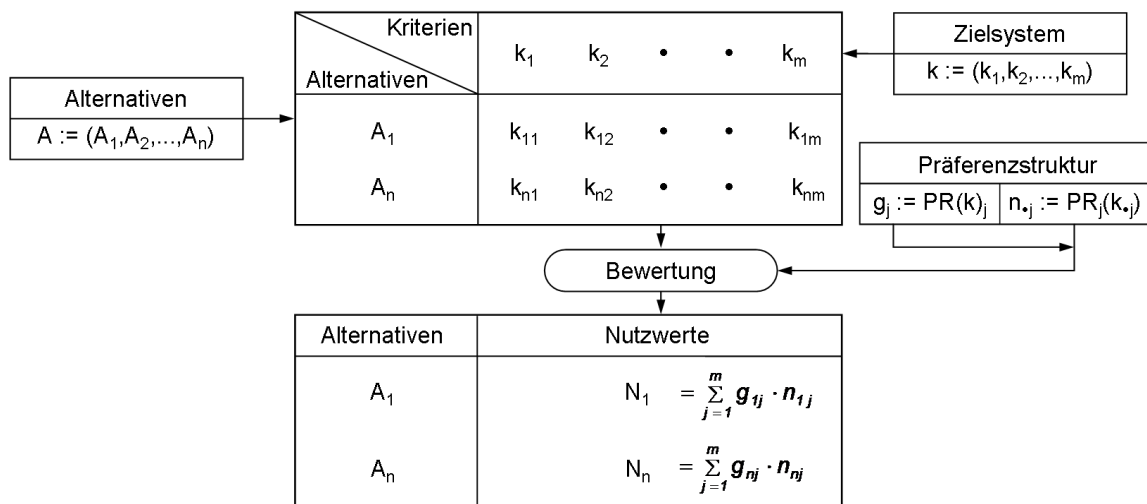 Kriterien
Alternativen
k₁ k₂ • • kₘ
Zielsystem
k := (k₁,k₂,...,kₘ)
Alternativen
A := (A₁,A₂,...,Aₙ)
A₁ k₁₁ k₁₂ • • k₁ₘ
Aₙ kₙ₁ kₙ₂ • • kₙₘ
Präferenzstruktur
gⱼ := PR(k)ⱼ n•ⱼ := PRⱼ(k•ⱼ)
Bewertung
Alternativen Nutzwerte
A₁ N₁ = ∑ᵐⱼ₌₁ g₁ⱼ · n₁ⱼ
Aₙ Nₙ = ∑ᵐⱼ₌₁ gₙⱼ · nₙⱼ